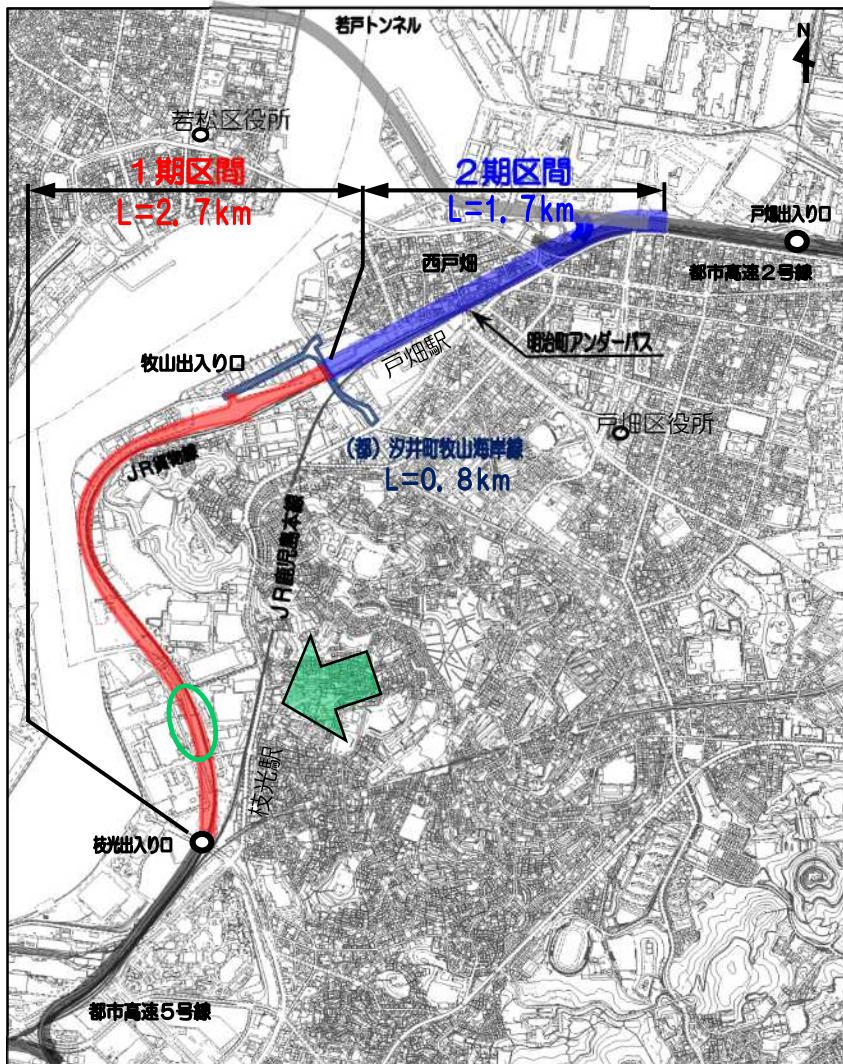 若戸トンネル
N
若松区役所
1期区間
L=2.7km
2期区間
L=1.7km
戸畑出入り口
都市高速2号線
西戸畑
明治町アンダーパス
戸畑駅
牧山出入り口
戸畑区役所
(都)汐井町牧山海岸線
L=0.8km
JR貨物線
JR鹿児島本線
枝光駅
枝光出入り口
都市高速5号線